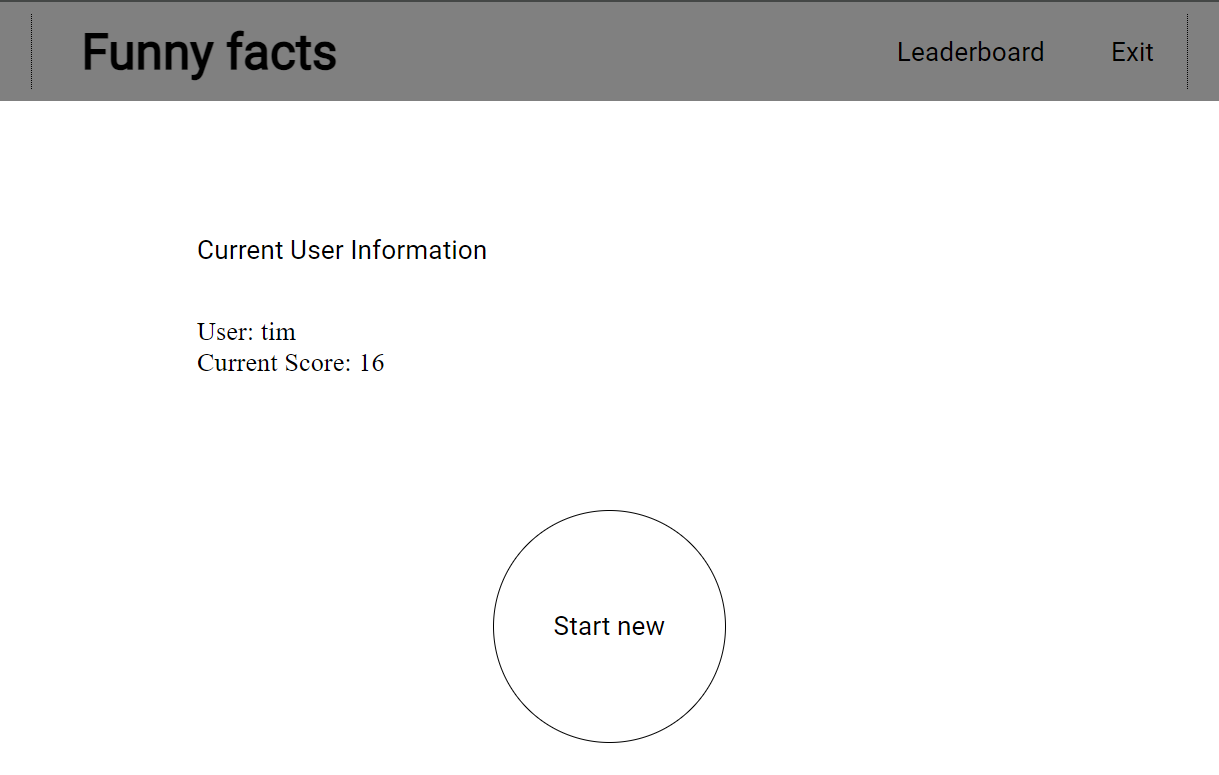 Funny facts
Leaderboard
Exit
Current User Information
User: tim
Current Score: 16
Start new